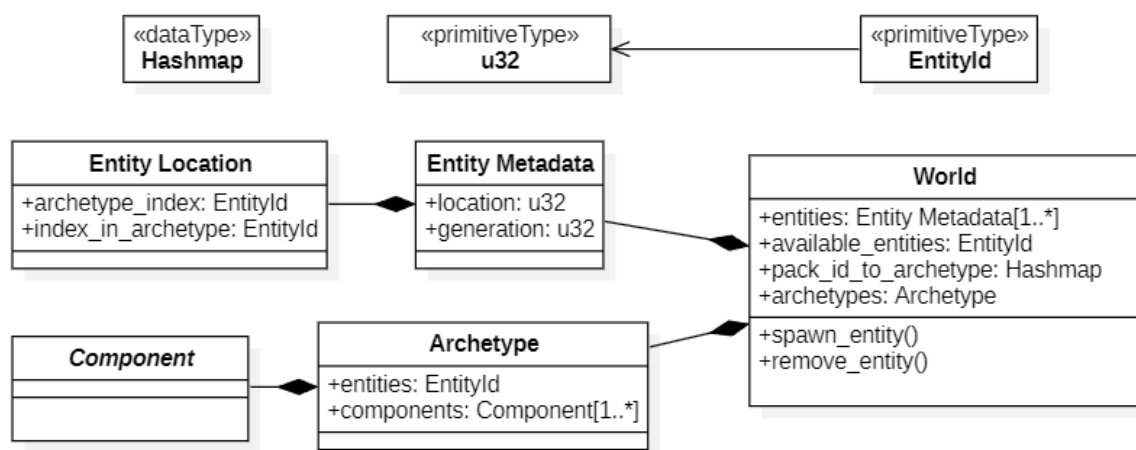 «dataType»
Hashmap
«primitiveType»
u32
«primitiveType»
EntityId
Entity Location
+archetype_index: EntityId
+index_in_archetype: EntityId
Entity Metadata
+location: u32
+generation: u32
World
+entities: Entity Metadata[1..*]
+available_entities: EntityId
+pack_id_to_archetype: Hashmap
+archetypes: Archetype
+spawn_entity()
+remove_entity()
Component
Archetype
+entities: EntityId
+components: Component[1..*]